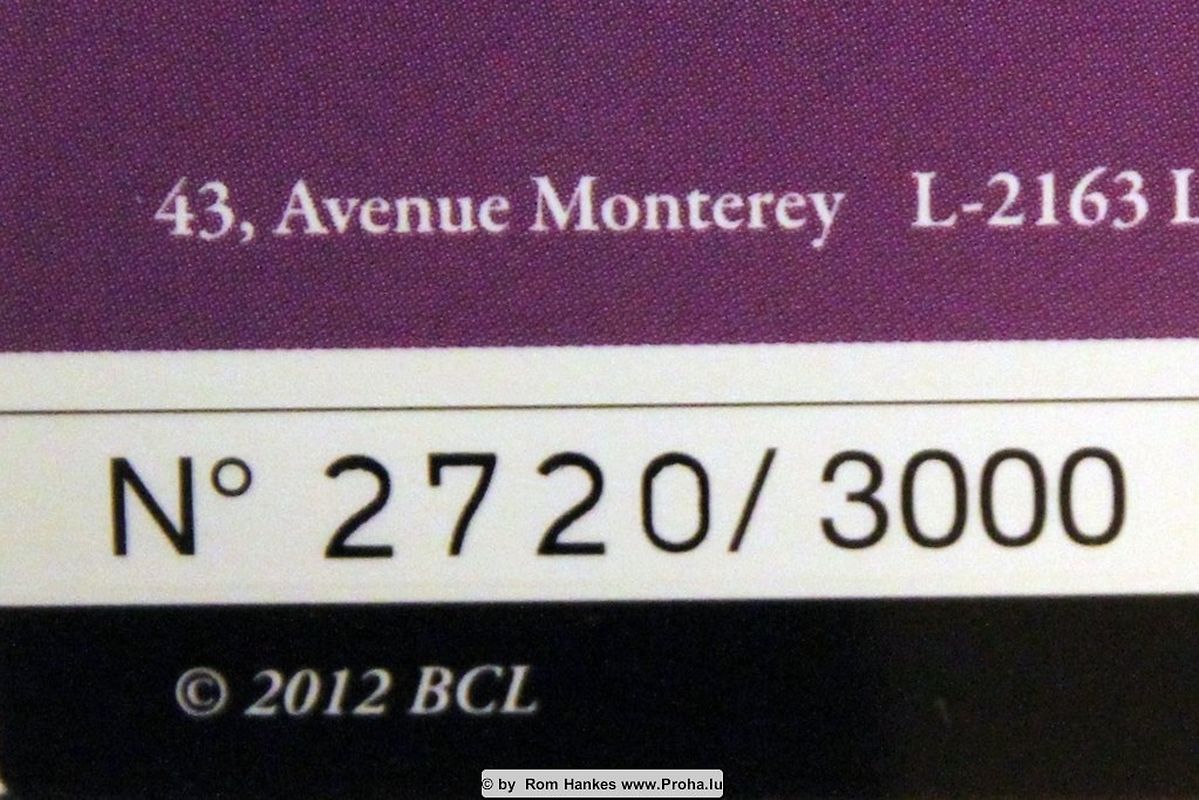 43, Avenue Monterey L-2163 L
N° 2720/3000
© 2012 BCL
© by Rom Hankes www.Proha.lu